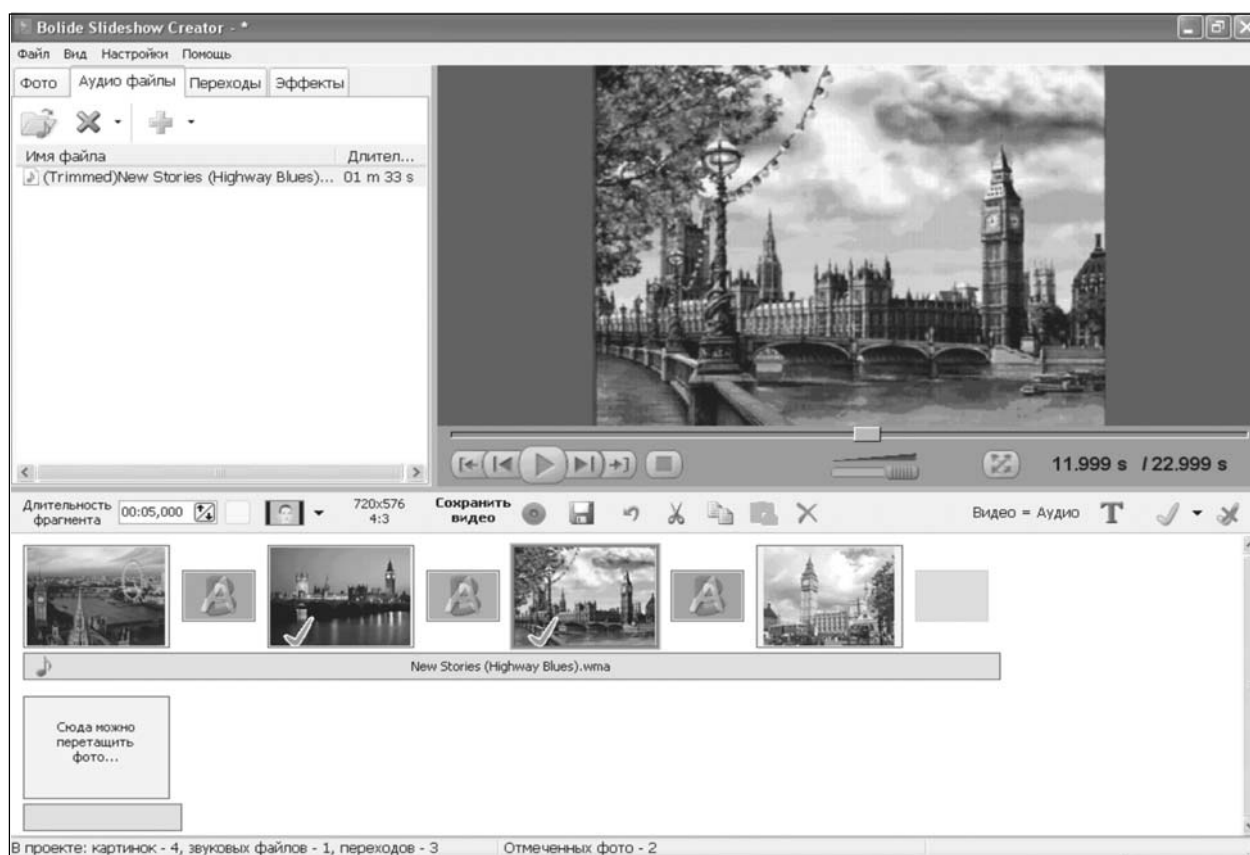 Bolide Slideshow Creator - *
Файл Вид Настройки Помощь
Фото Аудио файлы Переходы Эффекты
Имя файла Длител...
(Trimmed)New Stories (Highway Blues)... 01 m 33 s
11.999 s / 22.999 s
Длительность фрагмента 00:05,000 720x576 4:3 Сохранить видео Видео = Аудио T
A A A
New Stories (Highway Blues).wma
Сюда можно
перетащить
фото...
В проекте: картинок - 4, звуковых файлов - 1, переходов - 3 Отмеченных фото - 2